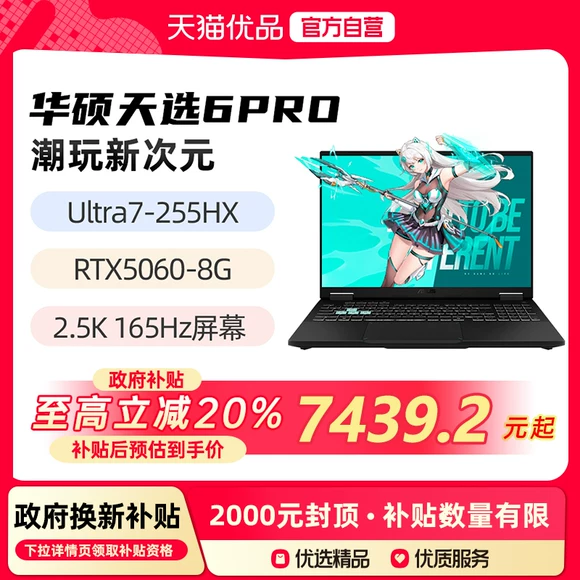 天猫优品 官方自营
华硕天选6PRO
潮玩新次元
Ultra7-255HX
RTX5060-8G
2.5K 165Hz屏幕
TO BE
ERENT
政府补贴
至高立减20%
补贴后预估到手价
7439.2元起
政府换新补贴
下拉详情页领取补贴资格
2000元封顶·补贴数量有限
优选精品 优质服务